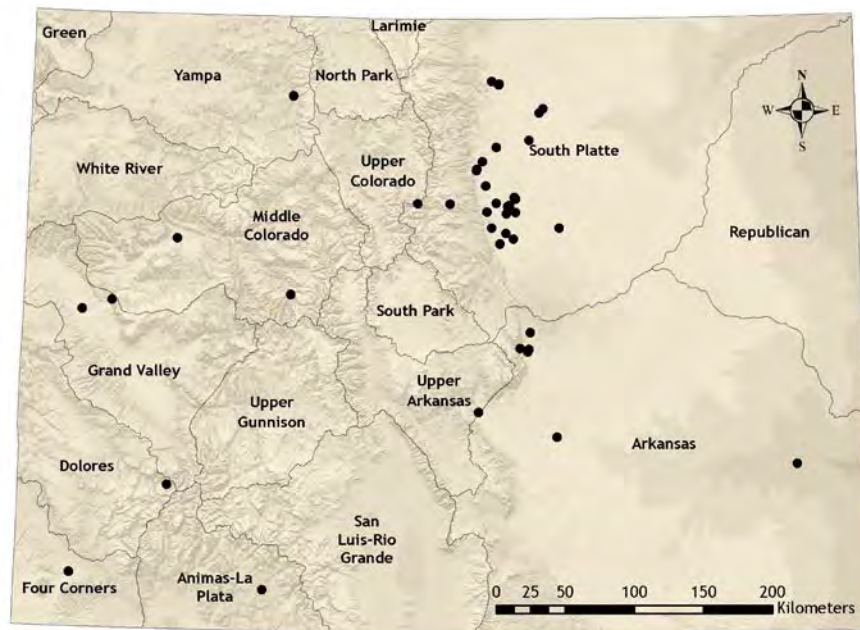 Green
Larimie
Yampa
North Park
N
W
E
S
South Platte
White River
Upper
Colorado
Middle
Colorado
Republican
South Park
Grand Valley
Upper
Arkansas
Upper
Gunnison
Arkansas
Dolores
San
Luis-Rio
Grande
Four Corners
Animas-La
Plata
0 25 50 100 150 200
Kilometers